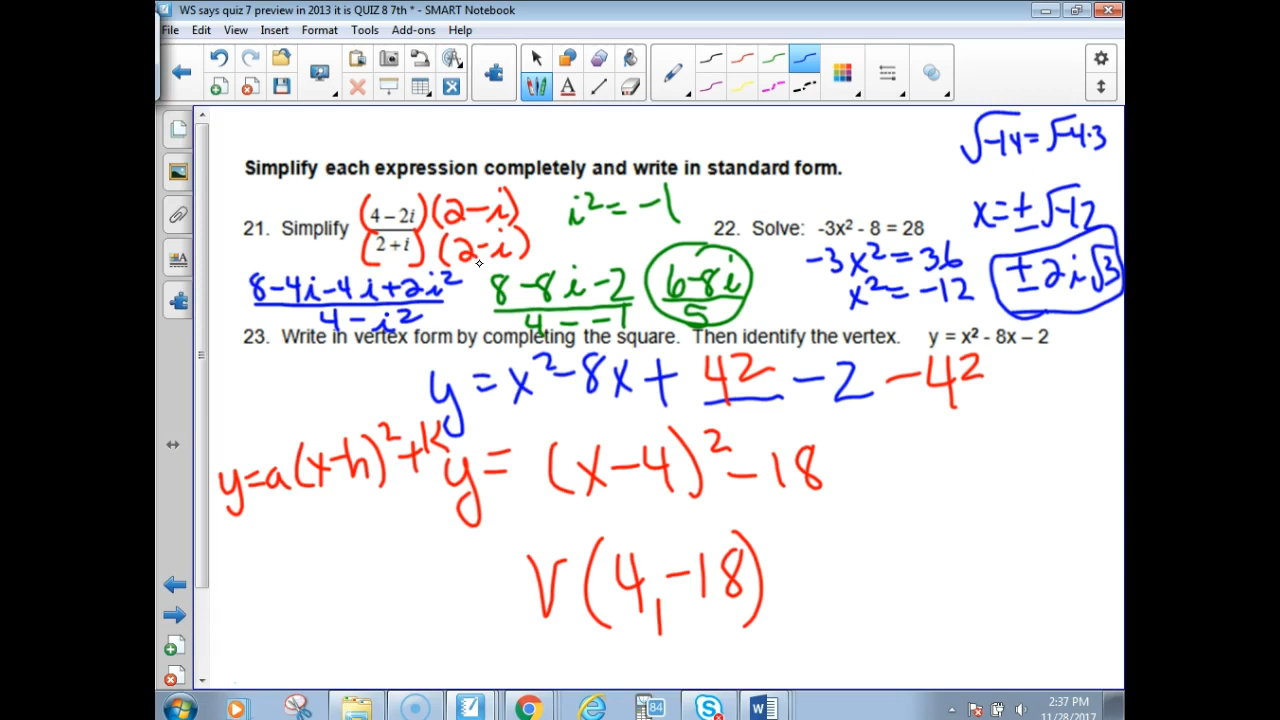 WS says quiz 7 preview in 2013 it is QUIZ 8 7th * - SMART Notebook
File Edit View Insert Format Tools Add-ons Help
√-14 = √-4·3
Simplify each expression completely and write in standard form.
21. Simplify (4 – 2i)(2-i) / (2 + i)(2-i)
i² = -1
22. Solve: -3x² - 8 = 28
x = ± √-12
-3x² = 36
x² = -12
± 2i√3
8-4i-4i+2i² / 4-i²
8-8i-2 / 4--1
6-8i / 5
23. Write in vertex form by completing the square. Then identify the vertex. y = x² - 8x – 2
y = x² - 8x + 4² - 2 - 4²
y=a(x-h)²+k
y = (x-4)² - 18
V(4,-18)
84
2:37 PM
11/28/2017